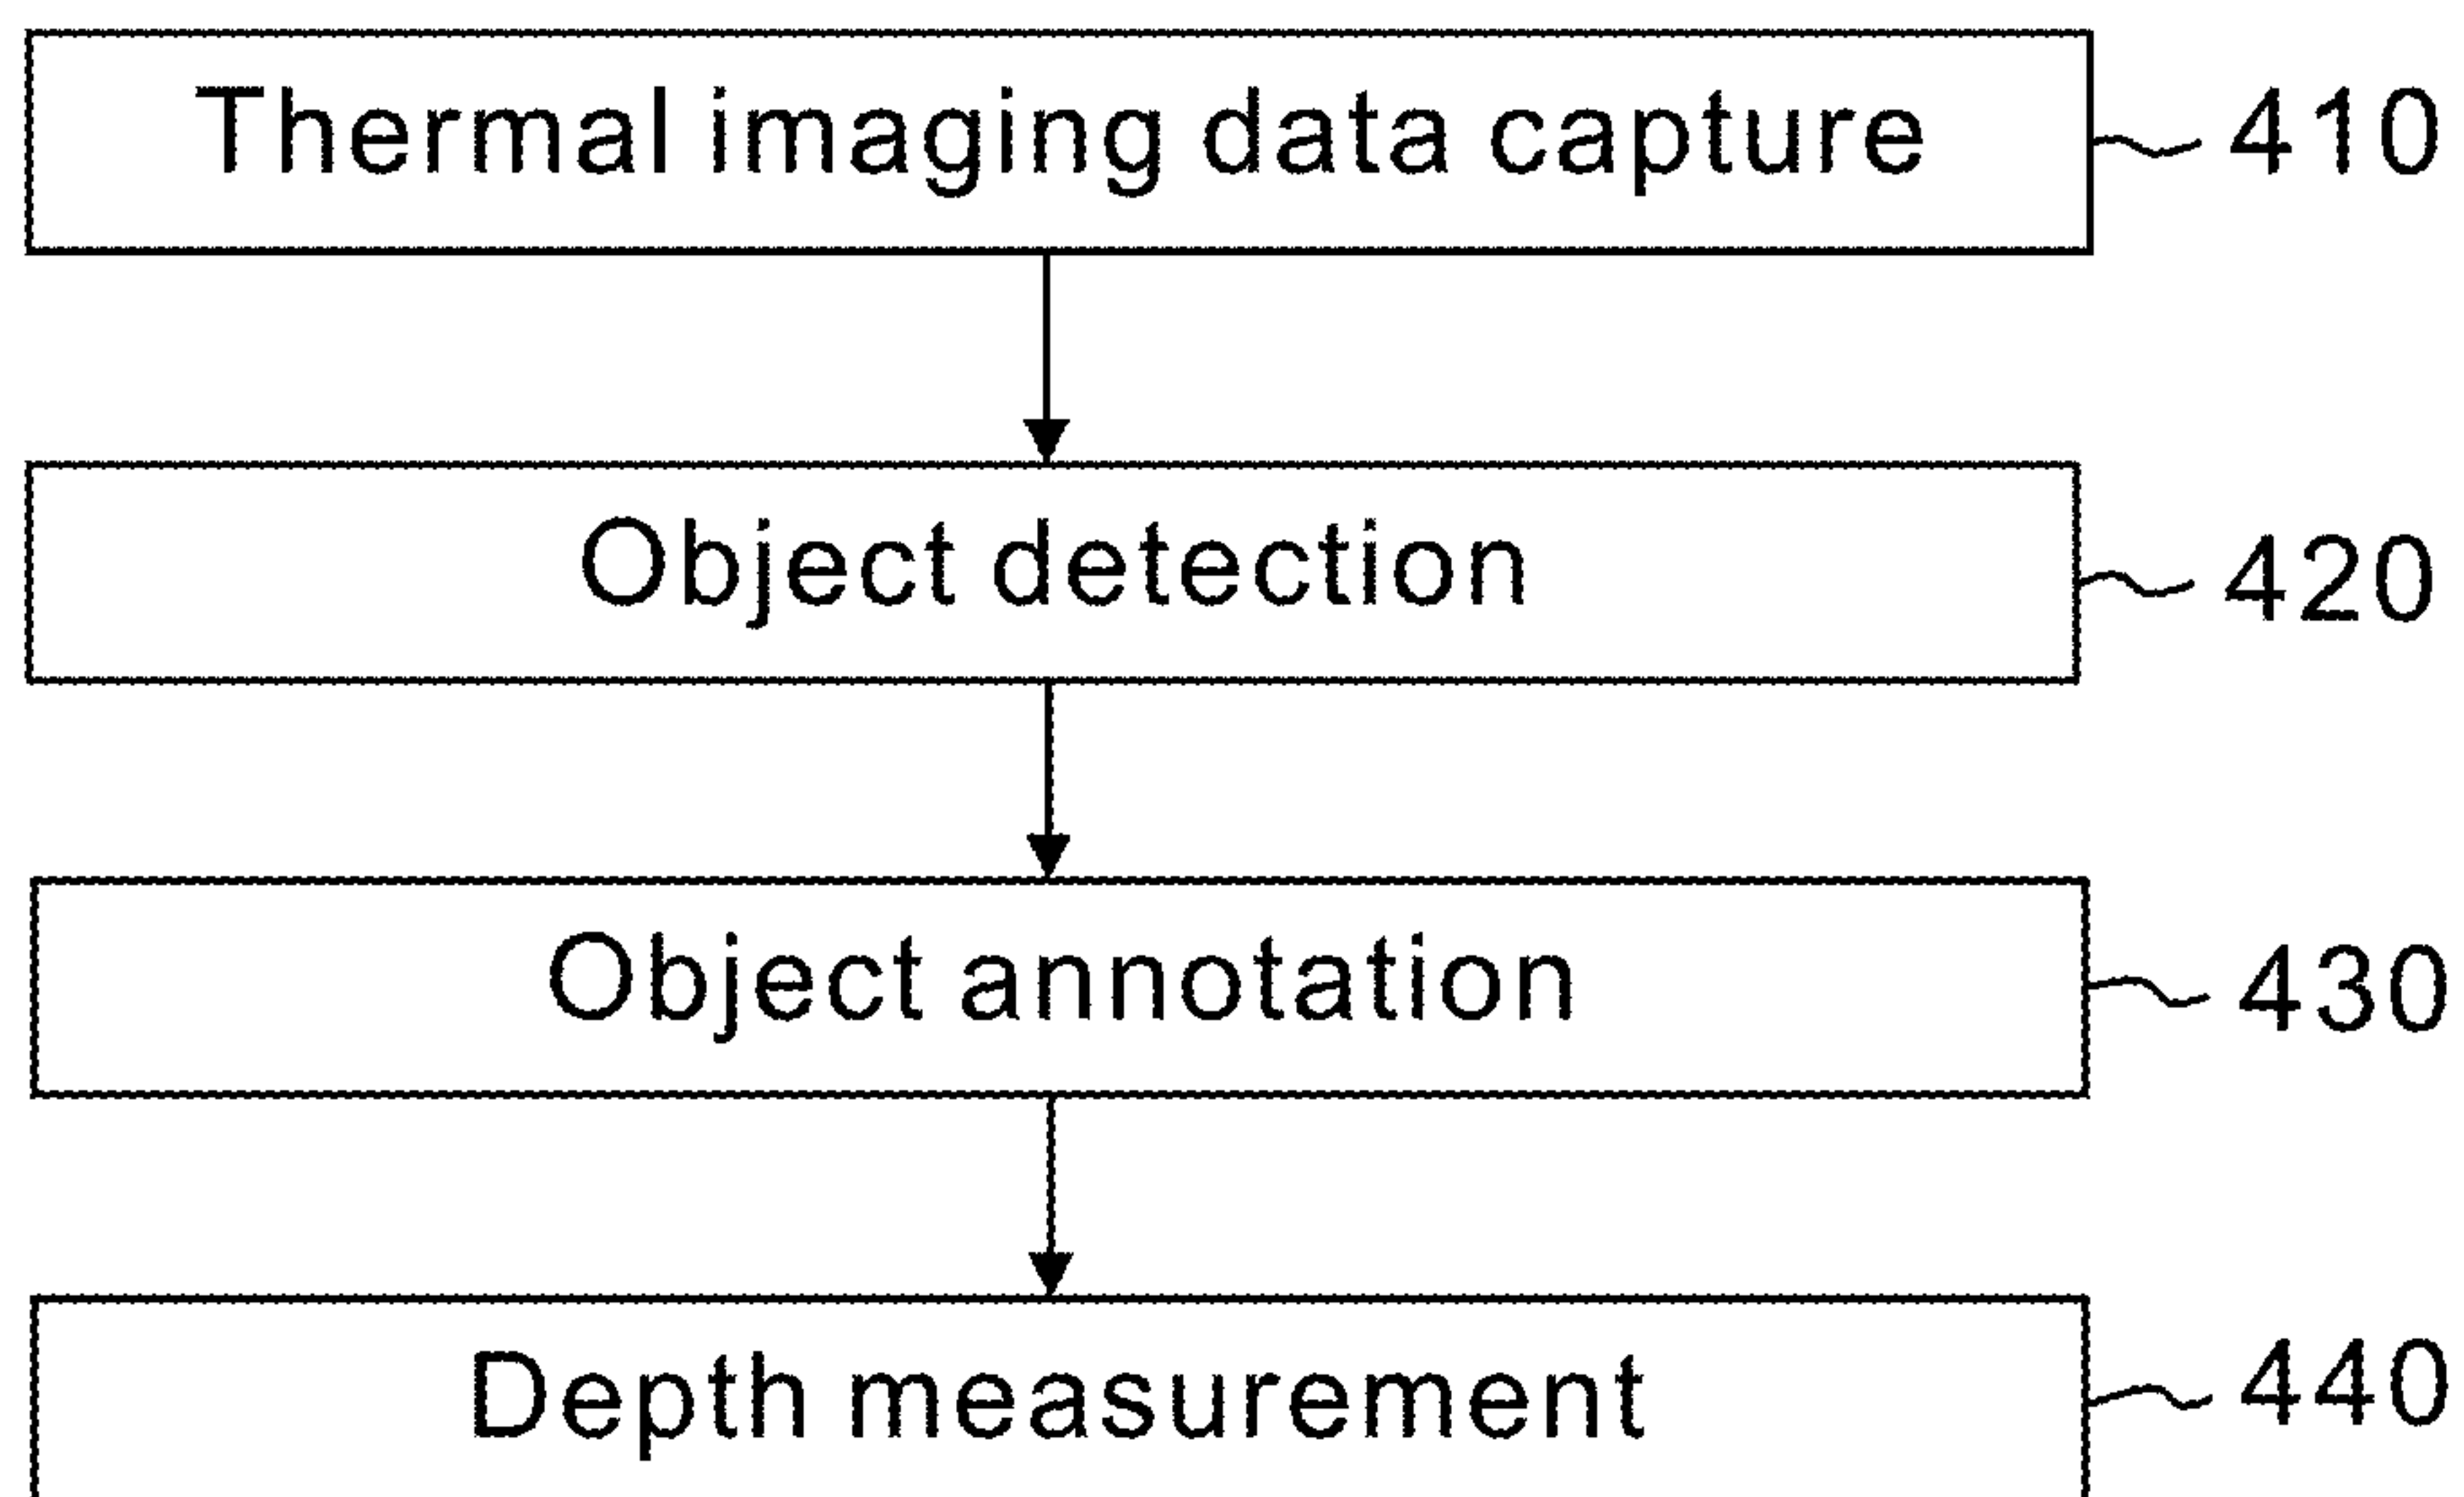 Thermal imaging data capture 410
Object detection 420
Object annotation 430
Depth measurement 440